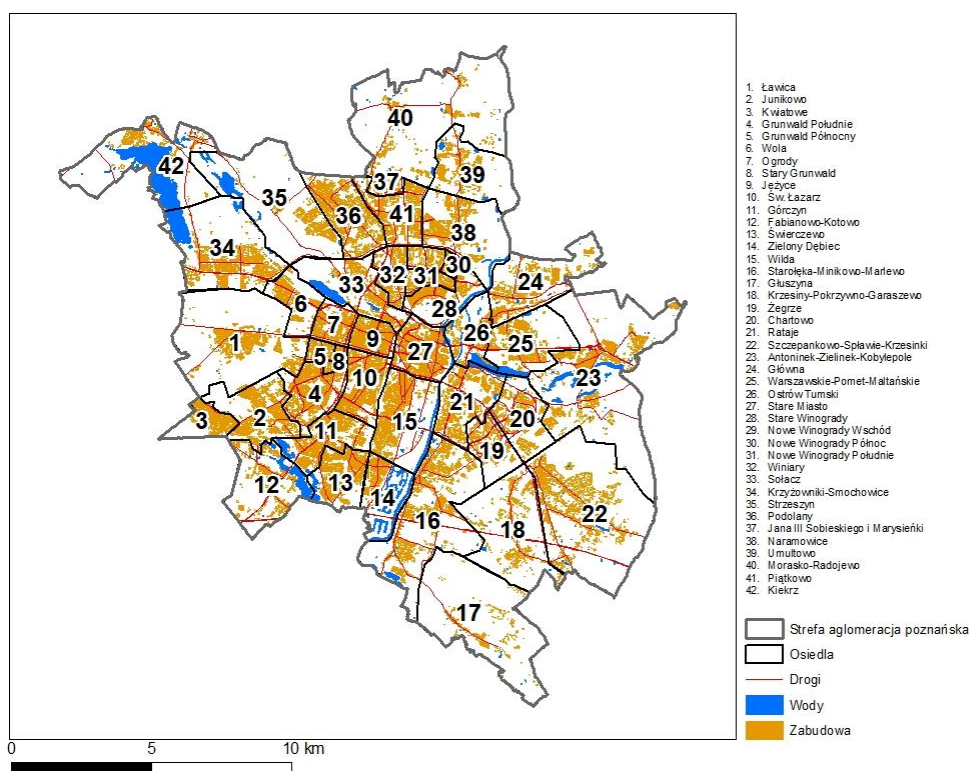 40
42
39
37
35
36
41
38
34
30
32
31
33
24
28
6
26
7
9
1
25
27
5
8
23
10
4
21
20
2
3
15
11
19
12
13
14
22
16
18
17
0 5 10 km
1. Ławica
2. Junikowo
3. Kwiatowe
4. Grunwald Południe
5. Grunwald Północny
6. Wola
7. Ogrody
8. Stary Grunwald
9. Jeżyce
10. Św. Łazarz
11. Górczyn
12. Fabianowo-Kotowo
13. Świerczewo
14. Zielony Dębiec
15. Wilda
16. Starołęka-Minikowo-Marlewo
17. Głuszyna
18. Krzesiny-Pokrzywno-Garaszewo
19. Żegrze
20. Chartowo
21. Rataje
22. Szczepankowo-Spławie-Krzesinki
23. Antoninek-Zielinek-Kobylepole
24. Główna
25. Warszawskie-Pomet-Maltańskie
26. Ostrów Tumski
27. Stare Miasto
28. Stare Winogrady
29. Nowe Winogrady Wschód
30. Nowe Winogrady Północ
31. Nowe Winogrady Południe
32. Winiary
33. Sołacz
34. Krzyżowniki-Smochowice
35. Strzeszyn
36. Podolany
37. Jana III Sobieskiego i Marysieńki
38. Naramowice
39. Umultowo
40. Morasko-Radojewo
41. Piątkowo
42. Kiekrz
Strefa aglomeracja poznańska
Osiedla
Drogi
Wody
Zabudowa